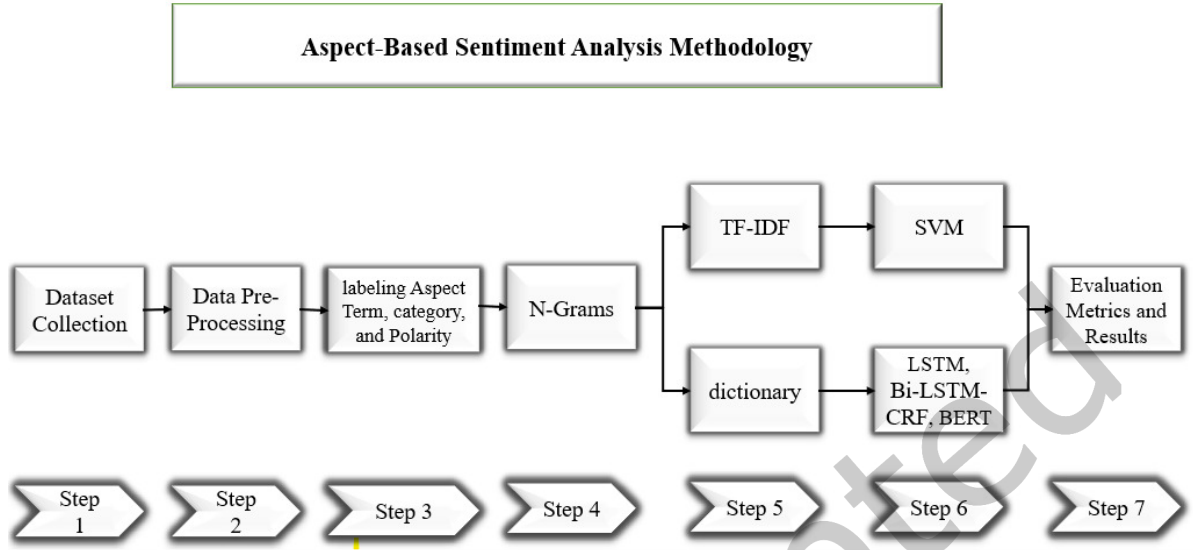 Aspect-Based Sentiment Analysis Methodology
TF-IDF
SVM
Dataset
Collection
Data Pre-
Processing
labeling Aspect
Term, category,
and Polarity
N-Grams
Evaluation
Metrics and
Results
dictionary
LSTM,
Bi-LSTM-
CRF, BERT
Step
1
Step
2
Step 3
Step 4
Step 5
Step 6
Step 7